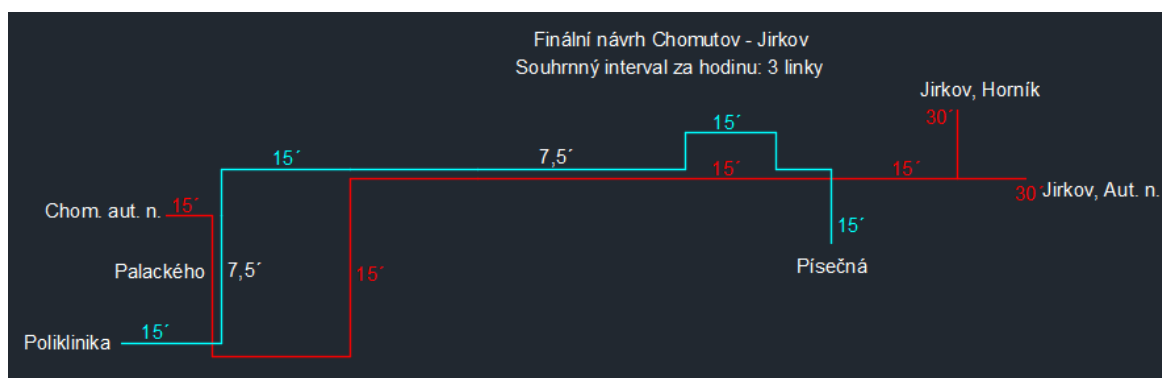 Finální návrh Chomutov - Jirkov
Souhrnný interval za hodinu: 3 linky
Jirkov, Horník
30´
15´
15´
7,5´
15´
15´
30´
Jirkov, Aut. n.
Chom. aut. n.
15´
15´
Palackého
7,5´
15´
Písečná
15´
Poliklinika